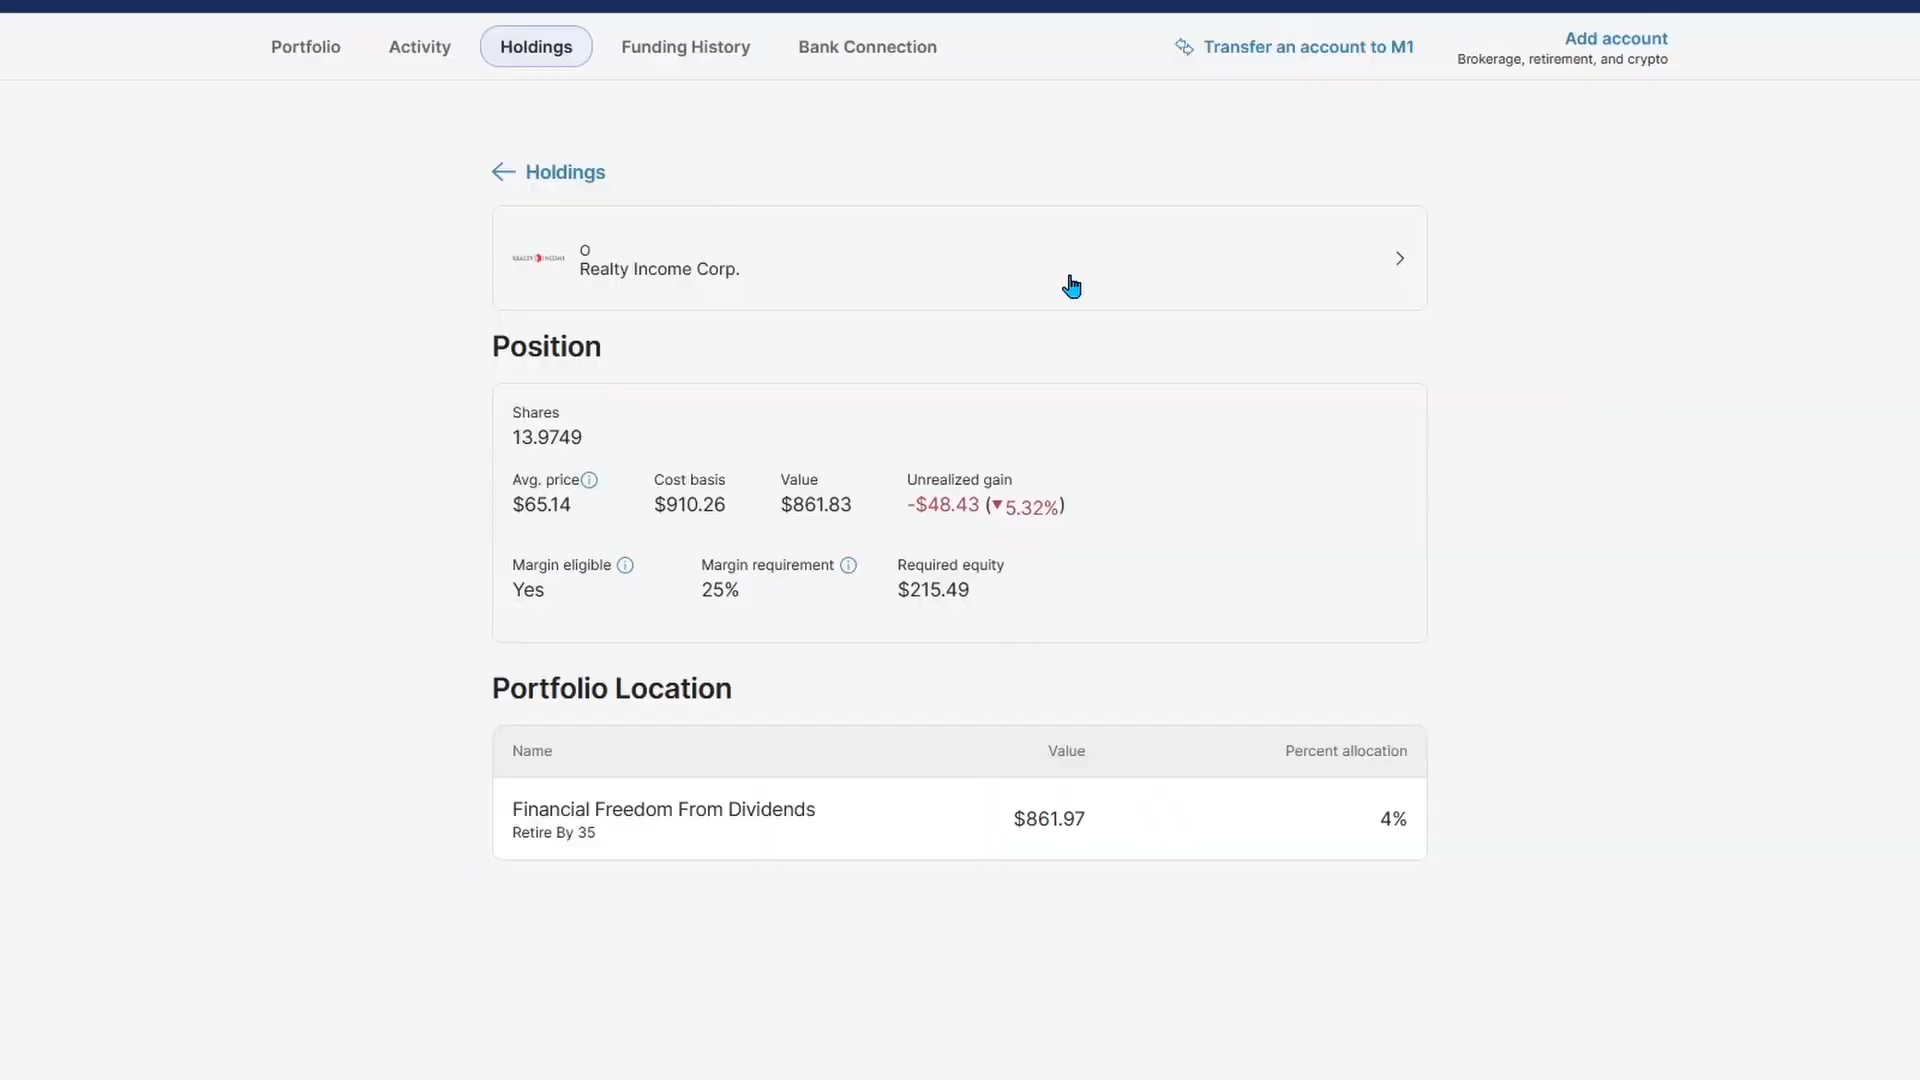 Portfolio Activity Holdings Funding History Bank Connection Transfer an account to M1 Add account
Brokerage, retirement, and crypto
Holdings
REALTY INCOME
O
Realty Income Corp.
Position
Shares
13.9749
Avg. price Cost basis Value Unrealized gain
$65.14 $910.26 $861.83 -$48.43 (▼5.32%)
Margin eligible Margin requirement Required equity
Yes 25% $215.49
Portfolio Location
Name Value Percent allocation
Financial Freedom From Dividends $861.97 4%
Retire By 35